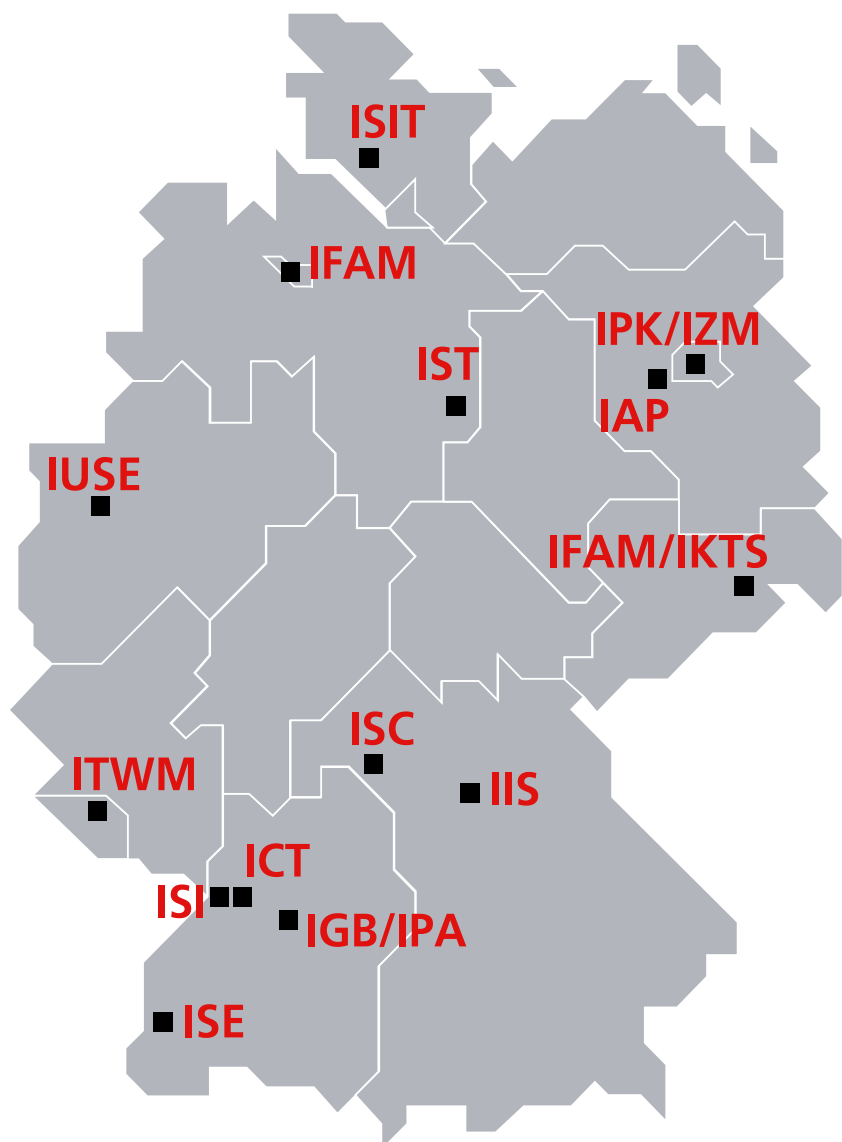 ISIT
IFAM
IPK/IZM
IST
IAP
IUSE
IFAM/IKTS
ISC
ITWM
IIS
ICT
ISI
IGB/IPA
ISE